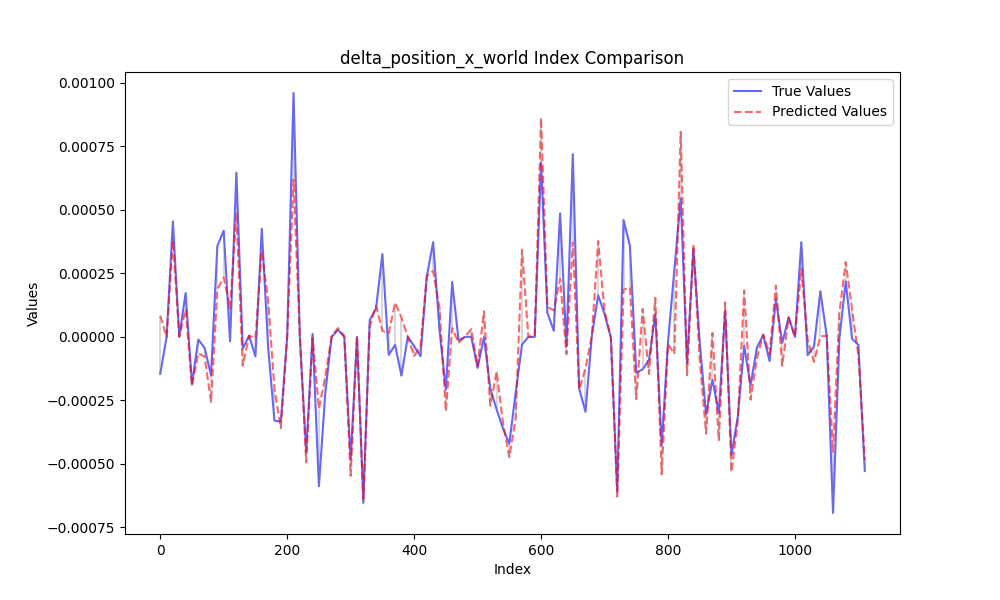 delta_position_x_world Index Comparison
True Values
Predicted Values
0.00100
0.00075
0.00050
0.00025
0.00000
−0.00025
−0.00050
−0.00075
Values
0 200 400 600 800 1000
Index